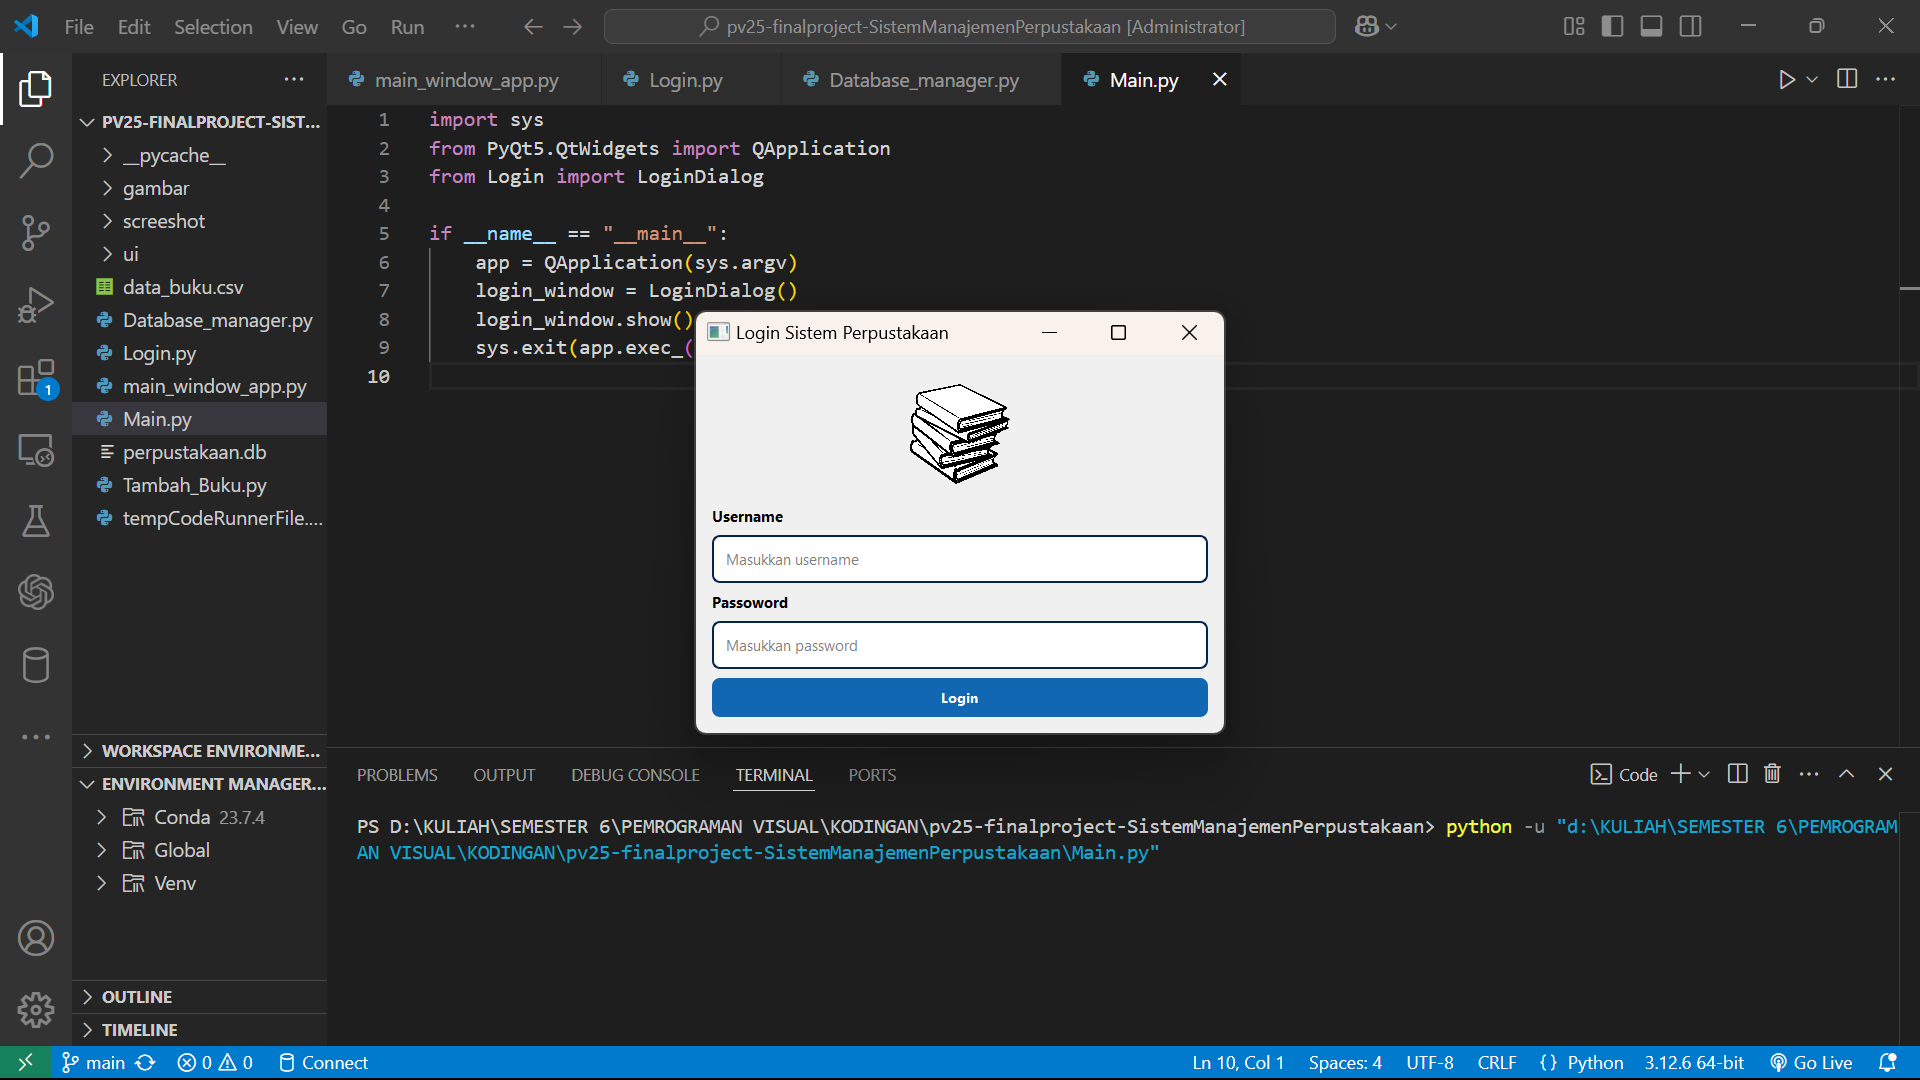 File Edit Selection View Go Run
pv25-finalproject-SistemManajemenPerpustakaan [Administrator]
EXPLORER
main_window_app.py
Login.py
Database_manager.py
Main.py
PV25-FINALPROJECT-SIST...
__pycache__
gambar
screeshot
ui
data_buku.csv
Database_manager.py
Login.py
main_window_app.py
Main.py
perpustakaan.db
Tambah_Buku.py
tempCodeRunnerFile....
1
WORKSPACE ENVIRONME...
ENVIRONMENT MANAGER...
Conda 23.7.4
Global
Venv
OUTLINE
TIMELINE
1 import sys
2 from PyQt5.QtWidgets import QApplication
3 from Login import LoginDialog
4
5 if __name__ == "__main__":
6 app = QApplication(sys.argv)
7 login_window = LoginDialog()
8 login_window.show()
9 sys.exit(app.exec_(
10
Login Sistem Perpustakaan
Username
Masukkan username
Passoword
Masukkan password
Login
PROBLEMS OUTPUT DEBUG CONSOLE TERMINAL PORTS
Code
PS D:\KULIAH\SEMESTER 6\PEMROGRAMAN VISUAL\KODINGAN\pv25-finalproject-SistemManajemenPerpustakaan> python -u "d:\KULIAH\SEMESTER 6\PEMROGRAM
AN VISUAL\KODINGAN\pv25-finalproject-SistemManajemenPerpustakaan\Main.py"
main 0 0 Connect
Ln 10, Col 1 Spaces: 4 UTF-8 CRLF {} Python 3.12.6 64-bit Go Live